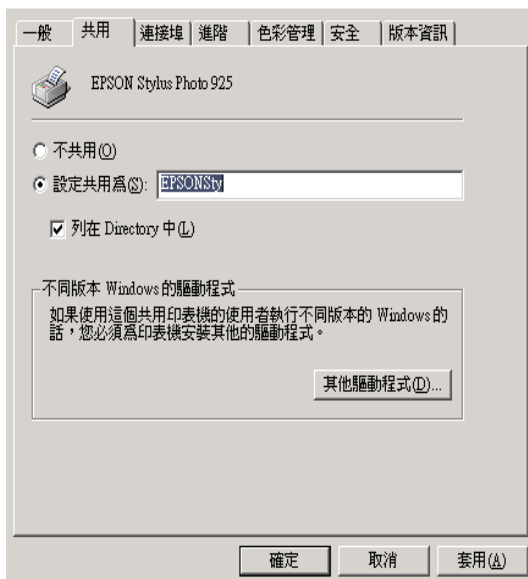 一般 共用 連接埠 進階 色彩管理 安全 版本資訊
EPSON Stylus Photo 925
不共用(O)
設定共用爲(S): EPSONSty
列在 Directory 中(L)
不同版本 Windows 的驅動程式
如果使用這個共用印表機的使用者執行不同版本的 Windows 的
話，您必須爲印表機安裝其他的驅動程式。
其他驅動程式(D)...
確定 取消 套用(A)